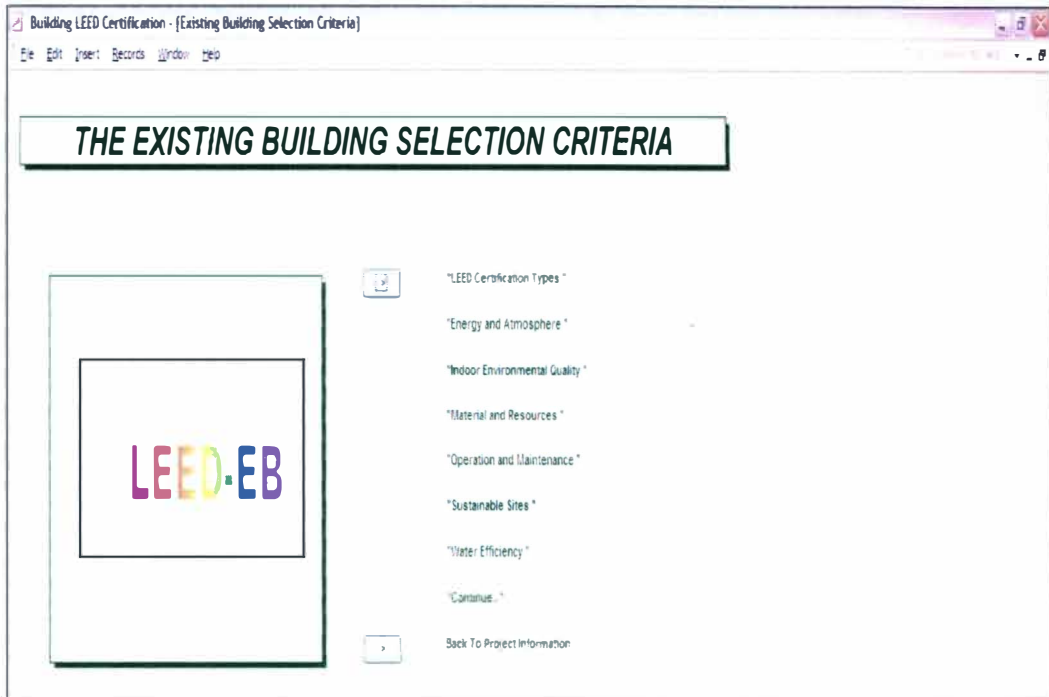 Building LEED Certification - [Existing Building Selection Criteria]
File Edit Insert Records Window Help
THE EXISTING BUILDING SELECTION CRITERIA
"LEED Certification Types "
"Energy and Atmosphere "
"Indoor Environmental Quality "
"Material and Resources "
LEED-EB
"Operation and Maintenance "
"Sustainable Sites "
"Water Efficiency "
"Continue.. "
Back To Project Information